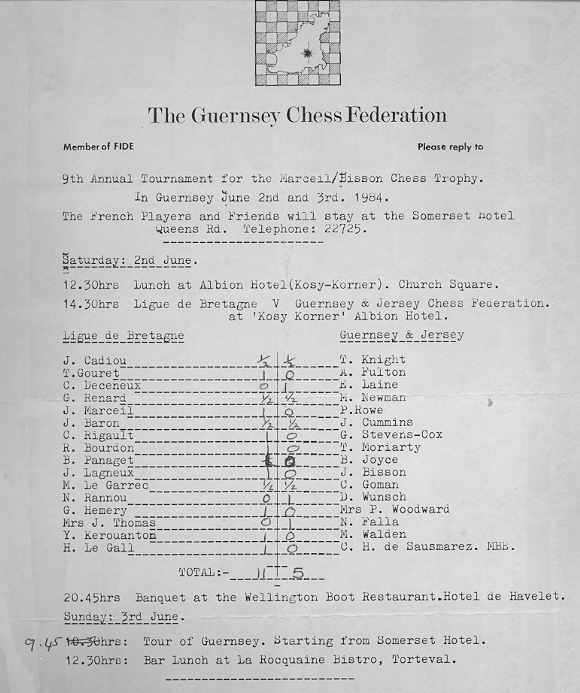 The Guernsey Chess Federation
Member of FIDE Please reply to
9th Annual Tournament for the Marceil/Bisson Chess Trophy.
In Guernsey June 2nd and 3rd. 1984.
The French Players and Friends will stay at the Somerset Hotel
Queens Rd. Telephone: 22725.
Saturday: 2nd June.
12.30hrs Lunch at Albion Hotel(Kosy-Korner). Church Square.
14.30hrs Ligue de Bretagne V Guernsey & Jersey Chess Federation.
at 'Kosy Korner' Albion Hotel.
Ligue de Bretagne Guernsey & Jersey
J. Cadiou ½ ½ T. Knight
T.Gouret 1 0 A. Fulton
C. Deceneux 0 1 E. Laine
G. Renard ½ ½ M. Newman
J. Marceil 1 0 P.Rowe
J. Baron ½ ½ J. Cummins
C. Rigault 1 0 G. Stevens-Cox
R. Bourdon 1 0 T. Moriarty
B. Panaget 1 0 B. Joyce
J. Lagneux 1 0 J. Bisson
M. Le Garrec ½ ½ C. Goman
N. Rannou 0 1 D. Wunsch
G. Hemery 1 0 Mrs P. Woodward
Mrs J. Thomas 0 1 N. Falla
Y. Kerouanton 1 0 M. Walden
H. Le Gall 1 0 C. H. de Sausmarez. MBE.
TOTAL:- 11 5
20.45hrs Banquet at the Wellington Boot Restaurant.Hotel de Havelet.
Sunday: 3rd June.
9.45 10.30hrs: Tour of Guernsey. Starting from Somerset Hotel.
12.30hrs: Bar Lunch at La Rocquaine Bistro, Torteval.